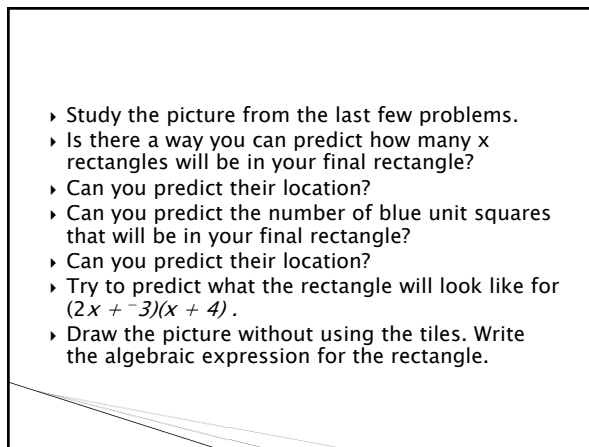 ▸ Study the picture from the last few problems.
▸ Is there a way you can predict how many x
rectangles will be in your final rectangle?
▸ Can you predict their location?
▸ Can you predict the number of blue unit squares
that will be in your final rectangle?
▸ Can you predict their location?
▸ Try to predict what the rectangle will look like for
(2x + ⁻3)(x + 4) .
▸ Draw the picture without using the tiles. Write
the algebraic expression for the rectangle.